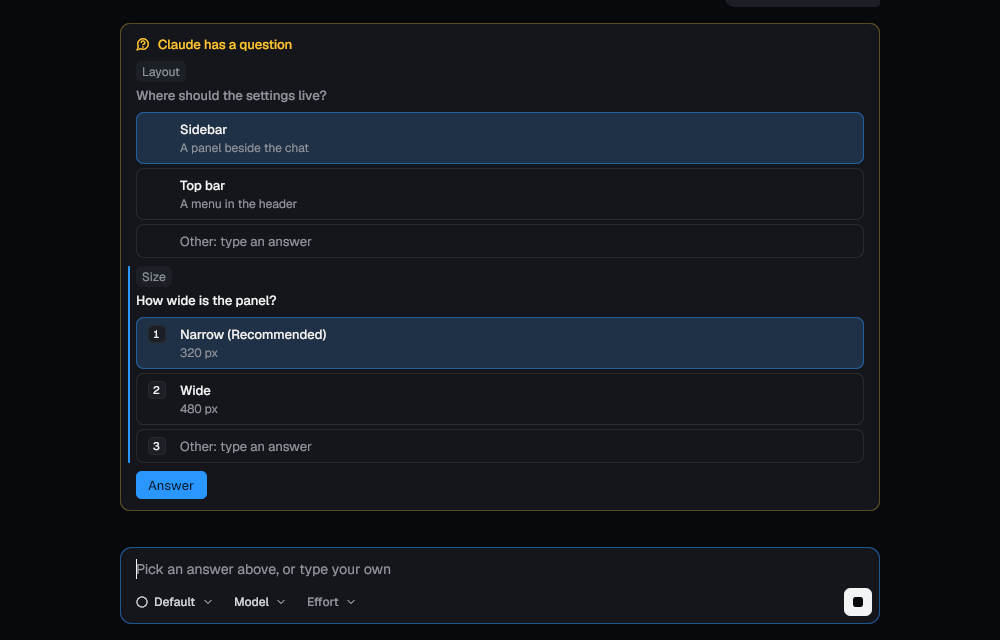 Claude has a question
Layout
Where should the settings live?
Sidebar
A panel beside the chat
Top bar
A menu in the header
Other: type an answer
Size
How wide is the panel?
1 Narrow (Recommended)
320 px
2 Wide
480 px
3 Other: type an answer
Answer
Pick an answer above, or type your own
Default Model Effort